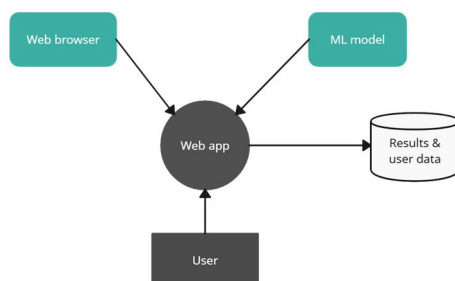 Web browser
ML model
Web app
Results &
user data
User